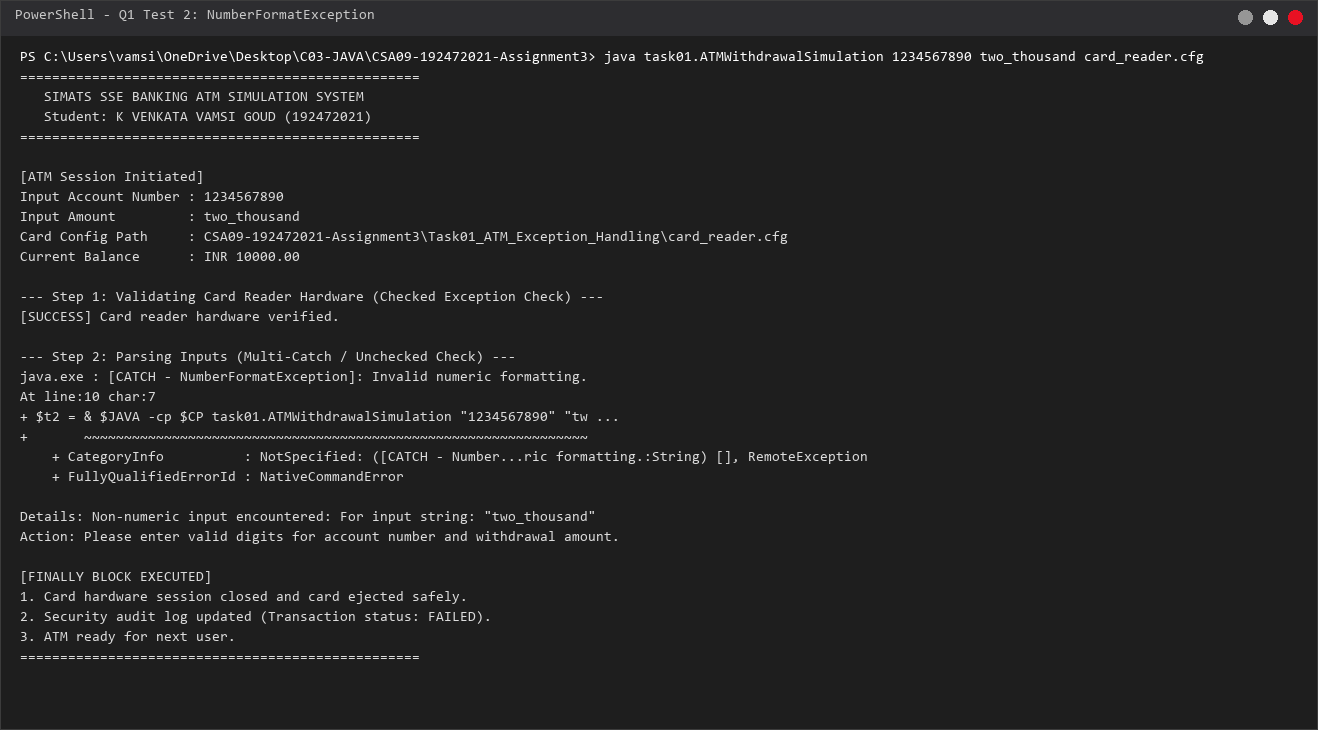 PowerShell - Q1 Test 2: NumberFormatException
PS C:\Users\vamsi\OneDrive\Desktop\C03-JAVA\CSA09-192472021-Assignment3> java task01.ATMWithdrawalSimulation 1234567890 two_thousand card_reader.cfg
==================================================
   SIMATS SSE BANKING ATM SIMULATION SYSTEM
   Student: K VENKATA VAMSI GOUD (192472021)
==================================================

[ATM Session Initiated]
Input Account Number : 1234567890
Input Amount         : two_thousand
Card Config Path     : CSA09-192472021-Assignment3\Task01_ATM_Exception_Handling\card_reader.cfg
Current Balance      : INR 10000.00

--- Step 1: Validating Card Reader Hardware (Checked Exception Check) ---
[SUCCESS] Card reader hardware verified.

--- Step 2: Parsing Inputs (Multi-Catch / Unchecked Check) ---
java.exe : [CATCH - NumberFormatException]: Invalid numeric formatting.
At line:10 char:7
+ $t2 = & $JAVA -cp $CP task01.ATMWithdrawalSimulation "1234567890" "tw ...
+       ~~~~~~~~~~~~~~~~~~~~~~~~~~~~~~~~~~~~~~~~~~~~~~~~~~~~~~~~~~~~~~~
    + CategoryInfo          : NotSpecified: ([CATCH - Number...ric formatting.:String) [], RemoteException
    + FullyQualifiedErrorId : NativeCommandError

Details: Non-numeric input encountered: For input string: "two_thousand"
Action: Please enter valid digits for account number and withdrawal amount.

[FINALLY BLOCK EXECUTED]
1. Card hardware session closed and card ejected safely.
2. Security audit log updated (Transaction status: FAILED).
3. ATM ready for next user.
==================================================